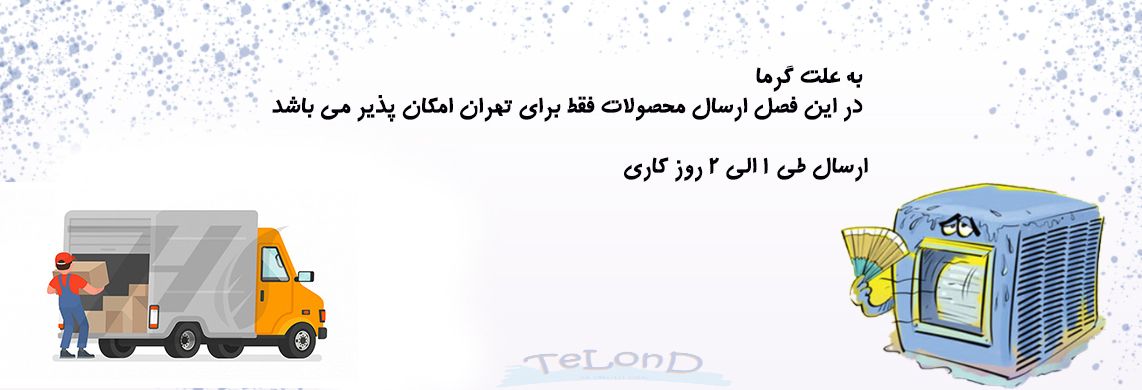 به علت گرما
در این فصل ارسال محصولات فقط برای تهران امکان پذیر می باشد
ارسال طی ۱ الی ۲ روز کاری
TeLonD